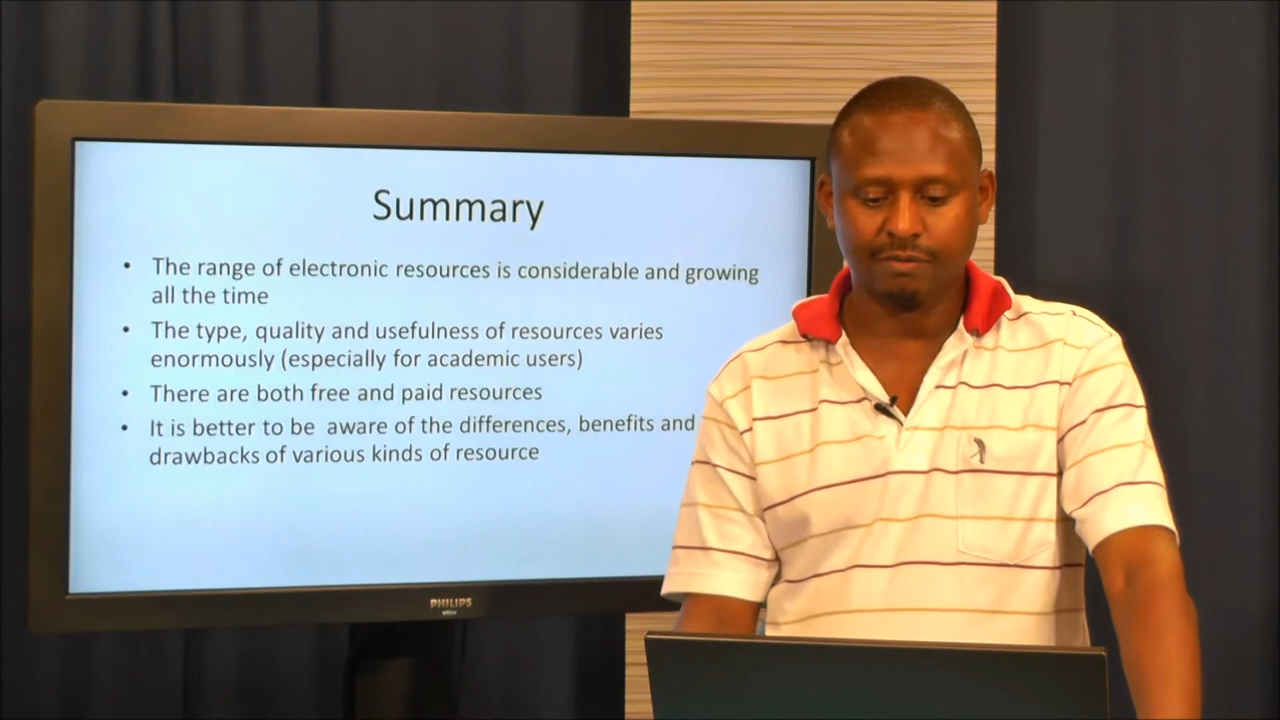 Summary
• The range of electronic resources is considerable and growing
all the time
• The type, quality and usefulness of resources varies
enormously (especially for academic users)
• There are both free and paid resources
• It is better to be aware of the differences, benefits and
drawbacks of various kinds of resource
PHILIPS